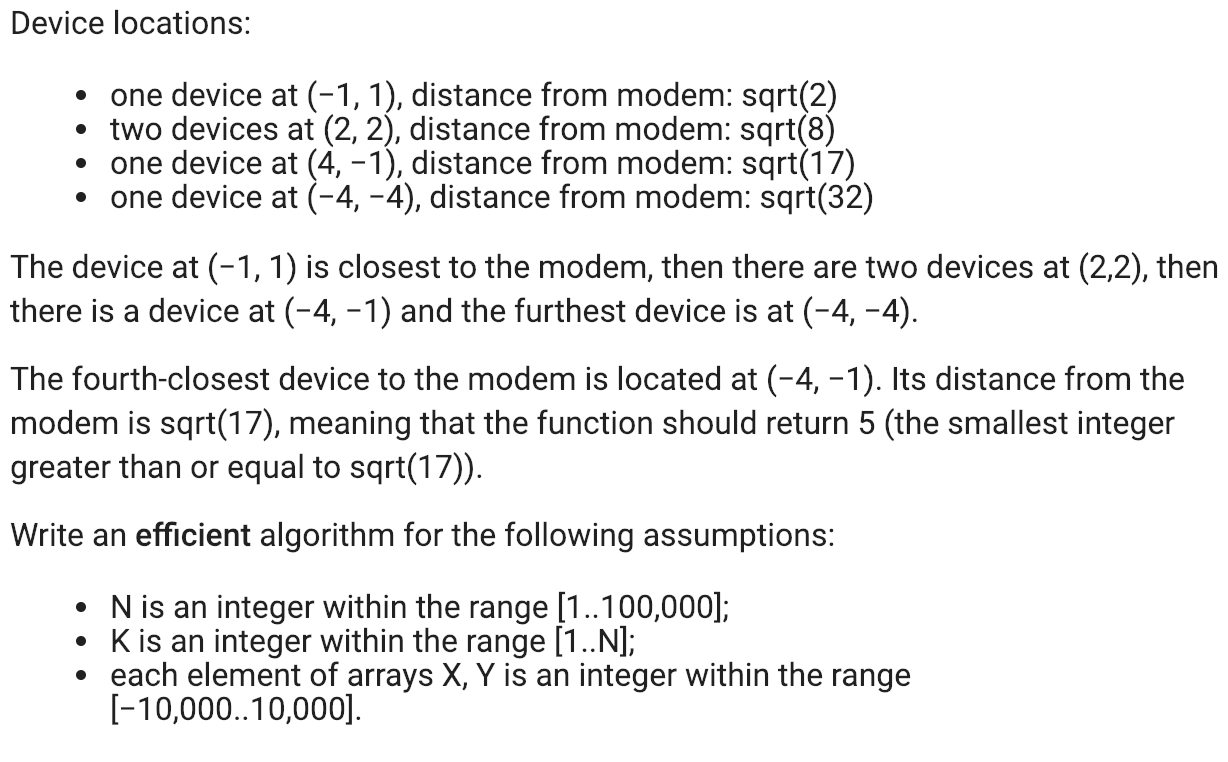 Device locations:
• one device at (−1, 1), distance from modem: sqrt(2)
• two devices at (2, 2), distance from modem: sqrt(8)
• one device at (4, −1), distance from modem: sqrt(17)
• one device at (−4, −4), distance from modem: sqrt(32)
The device at (−1, 1) is closest to the modem, then there are two devices at (2,2), then
there is a device at (−4, −1) and the furthest device is at (−4, −4).
The fourth-closest device to the modem is located at (−4, −1). Its distance from the
modem is sqrt(17), meaning that the function should return 5 (the smallest integer
greater than or equal to sqrt(17)).
Write an efficient algorithm for the following assumptions:
• N is an integer within the range [1..100,000];
• K is an integer within the range [1..N];
• each element of arrays X, Y is an integer within the range
[−10,000..10,000].